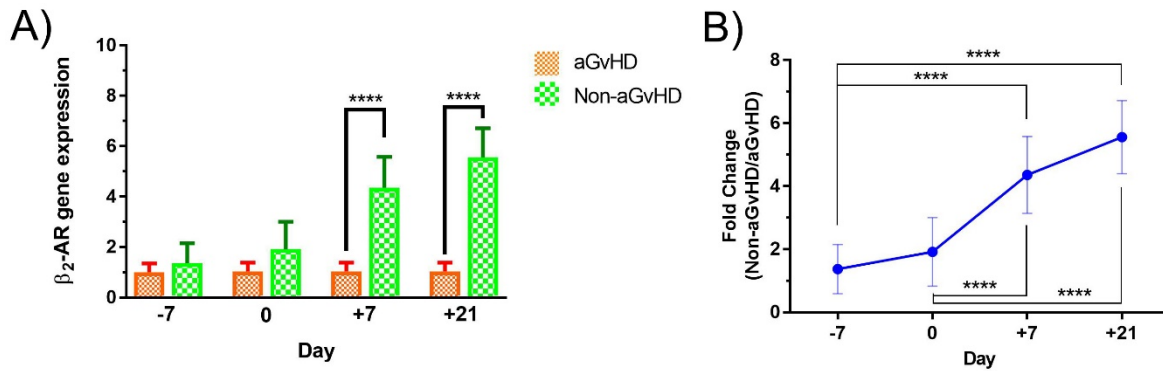 A)
β2-AR gene expression
10
8
6
4
2
0
****
****
-7
0
+7
+21
Day
aGvHD
Non-aGvHD
B)
Fold Change
(Non-aGvHD/aGvHD)
8
6
4
2
0
****
****
****
****
-7
0
+7
+21
Day